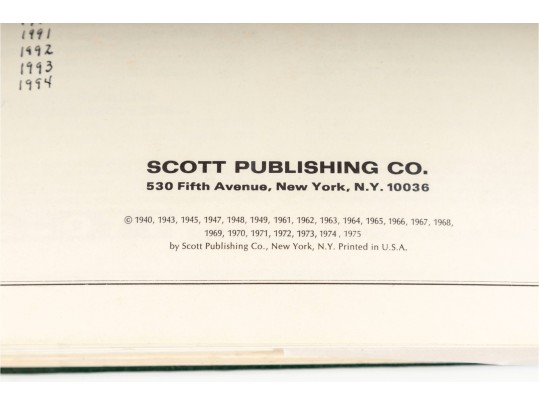 1991
1992
1993
1994
SCOTT PUBLISHING CO.
530 Fifth Avenue, New York, N.Y. 10036
© 1940, 1943, 1945, 1947, 1948, 1949, 1961, 1962, 1963, 1964, 1965, 1966, 1967, 1968,
1969, 1970, 1971, 1972, 1973, 1974, 1975
by Scott Publishing Co., New York, N.Y. Printed in U.S.A.